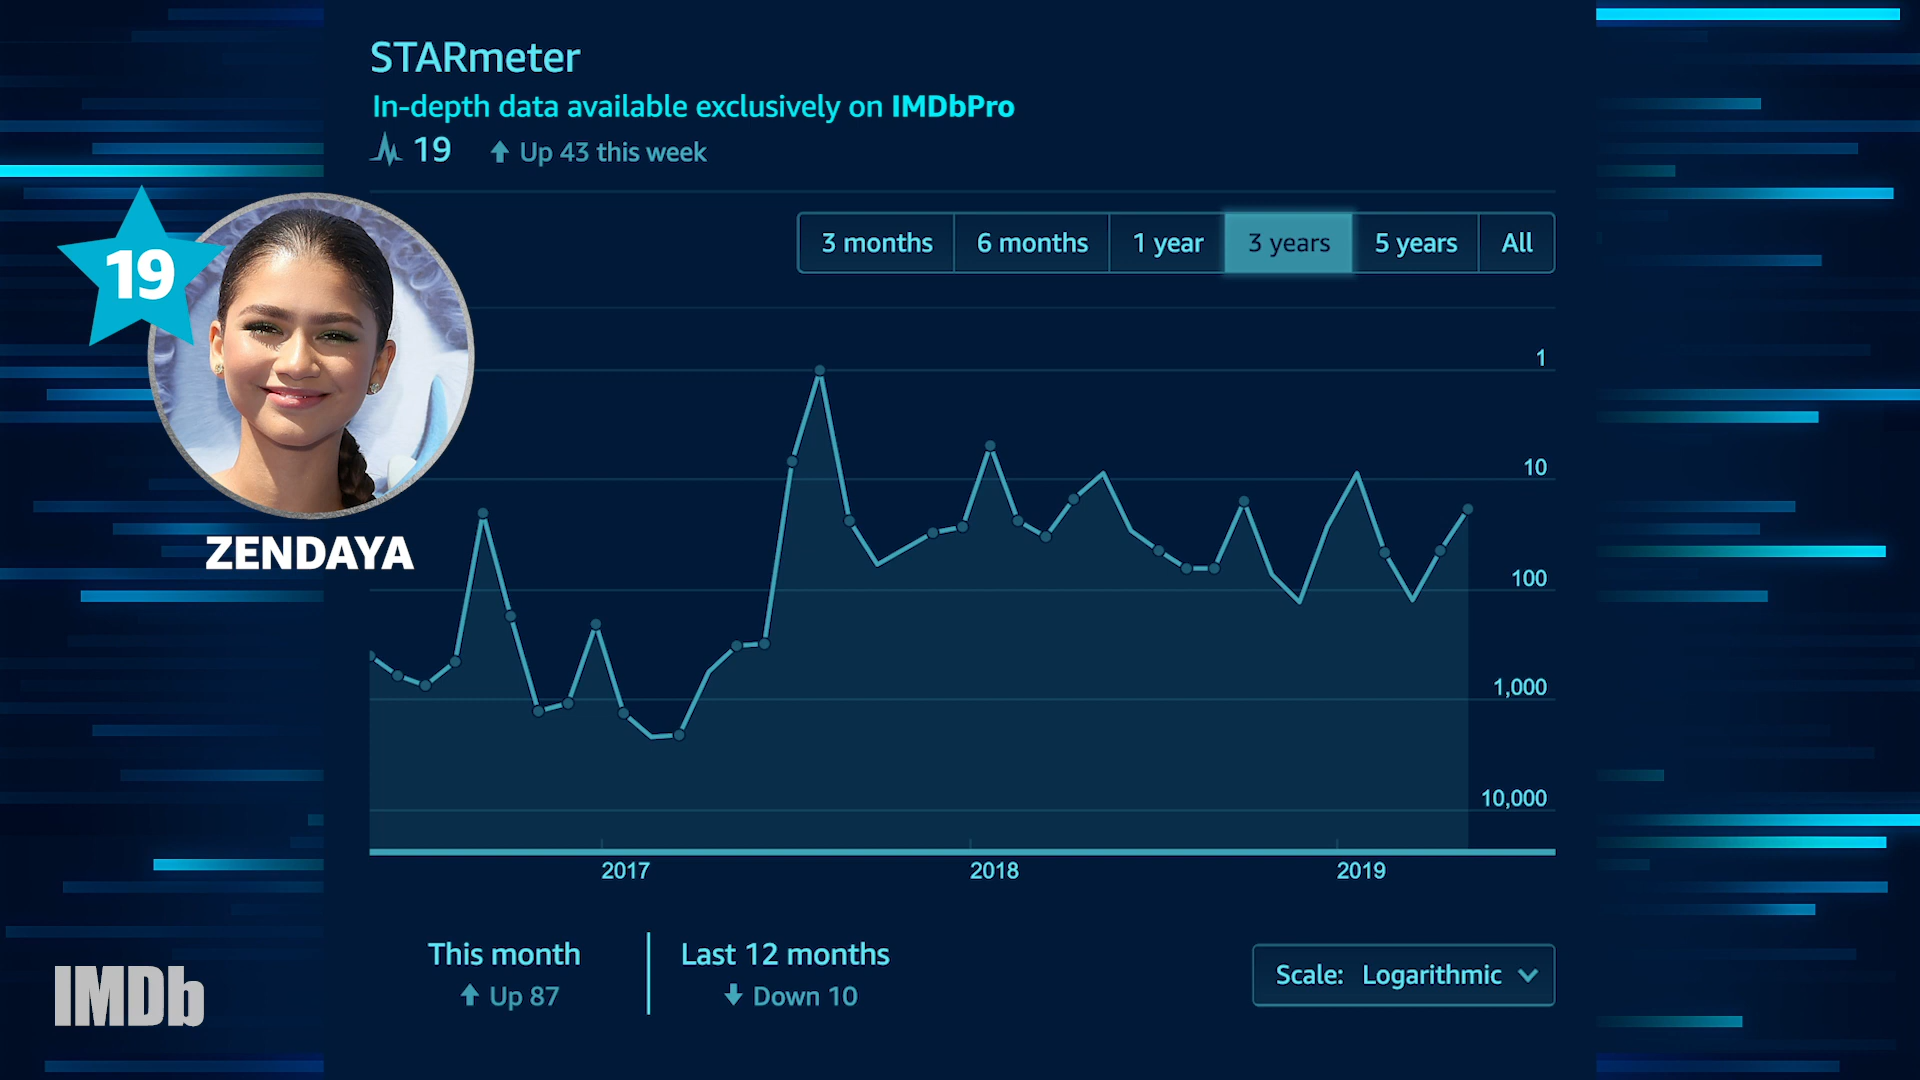 STARmeter
In-depth data available exclusively on IMDbPro
19 Up 43 this week
3 months 6 months 1 year 3 years 5 years All
19
ZENDAYA
1
10
100
1,000
10,000
2017 2018 2019
This month
Up 87
Last 12 months
Down 10
Scale: Logarithmic
IMDb